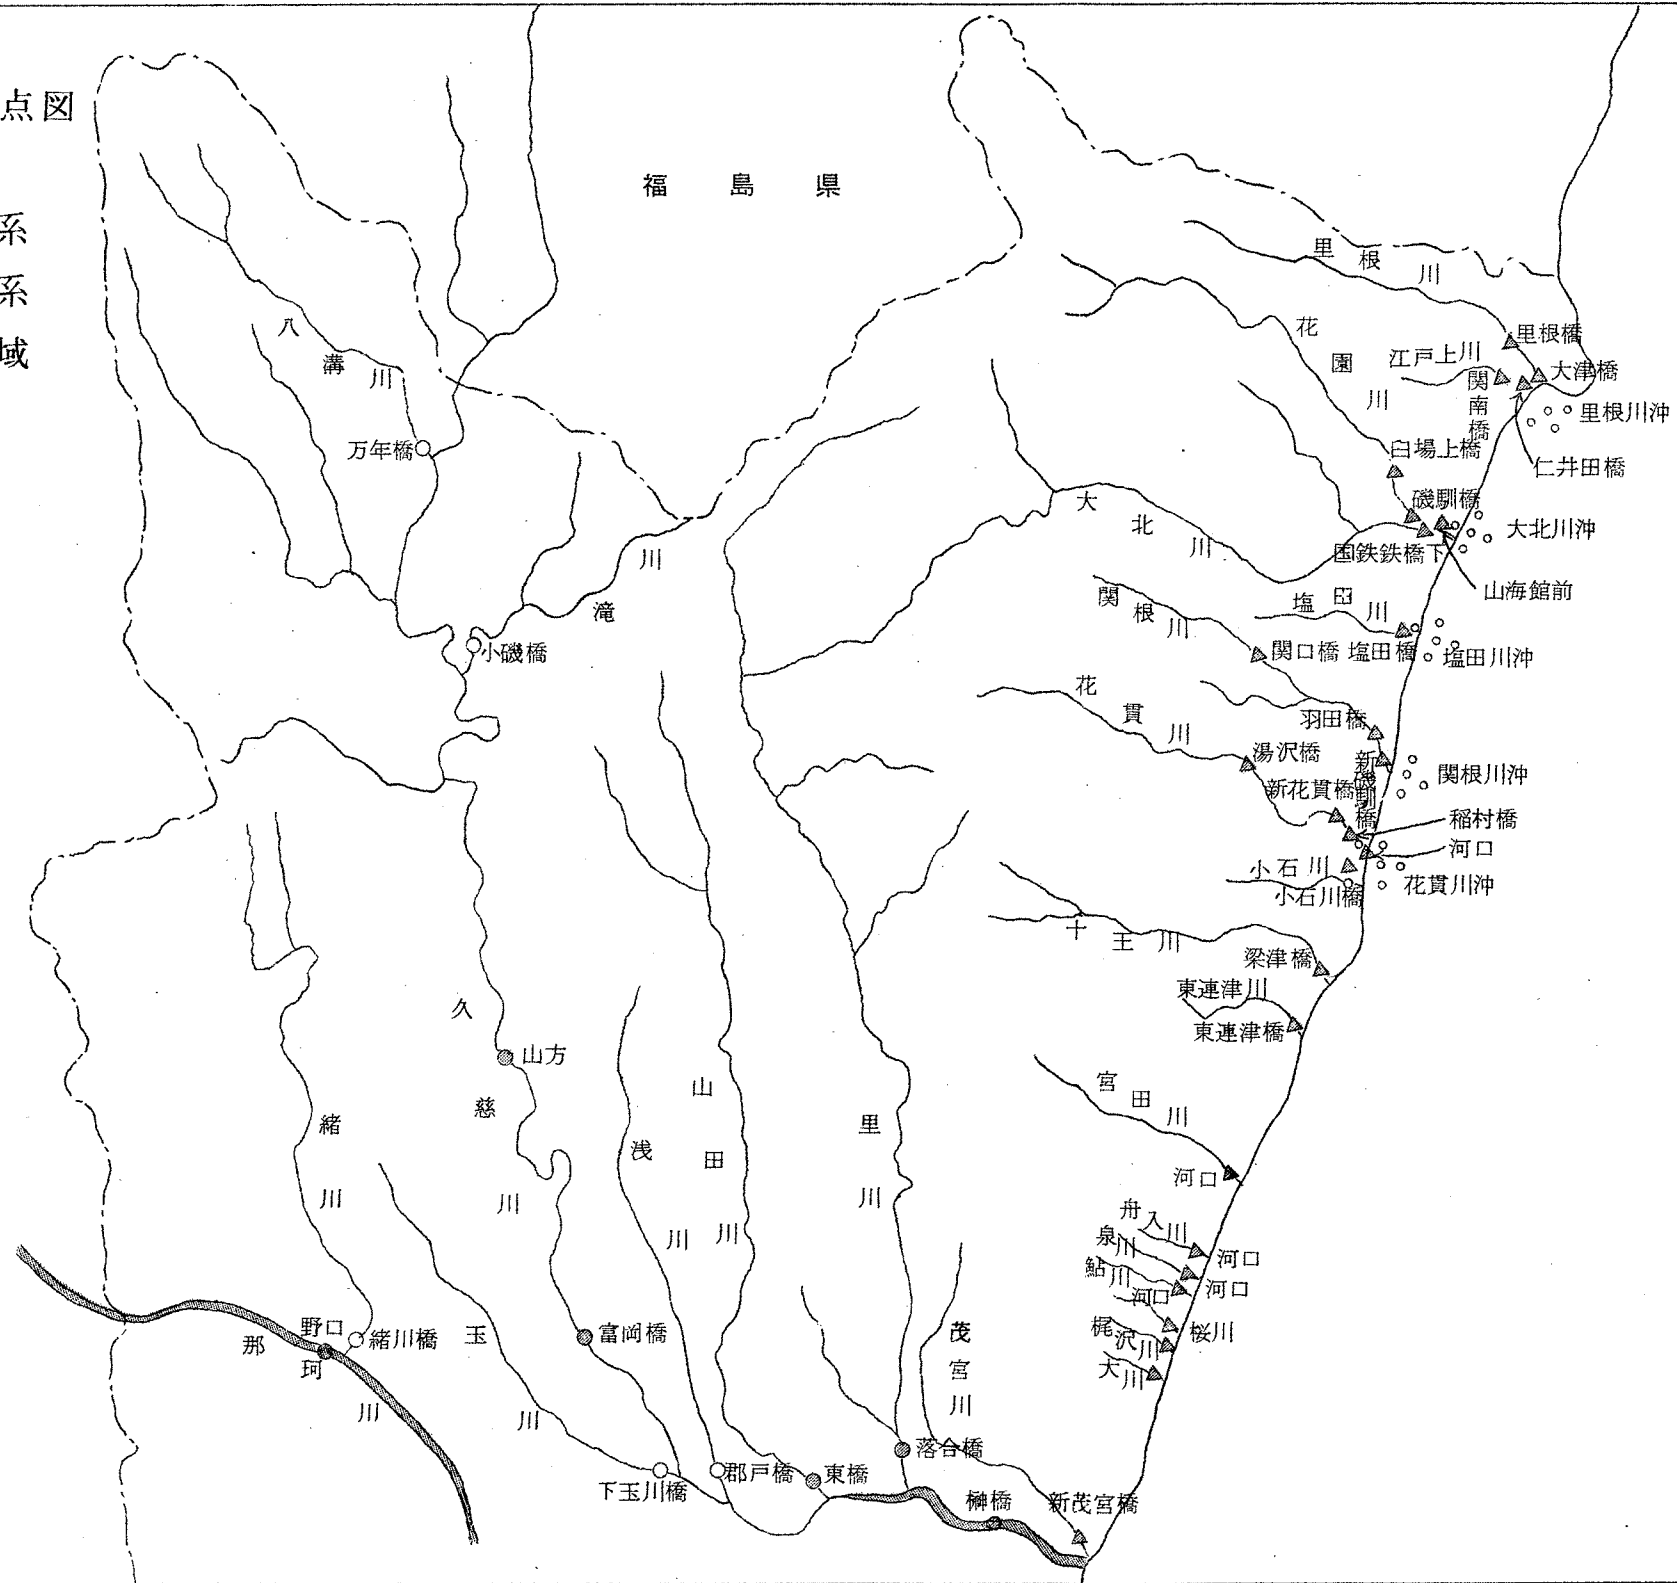 点図
系
系
域
福島県
里根川
里根橋
大津橋
江戸上川
関南橋
里根川沖
仁井田橋
花園川
臼場上橋
磯馴橋
大北川沖
国鉄鉄橋下
山海館前
大北川
八溝川
万年橋
小磯橋
滝川
塩田川
塩田橋
塩田川沖
関根川
関口橋
羽田橋
新磯馴橋
関根川沖
花貫川
湯沢橋
新花貫橋
稲村橋
河口
花貫川沖
小石川
小石川橋
十王川
梁津橋
東連津川
東連津橋
宮田川
河口
舟入川
河口
泉川
河口
鮎川
河口
桜川
梶沢川
大川
久慈川
山方
富岡橋
緒川
緒川橋
野口
那珂川
玉川
下玉川橋
浅川
郡戸橋
山田川
東橋
里川
落合橋
茂宮川
榊橋
新茂宮橋